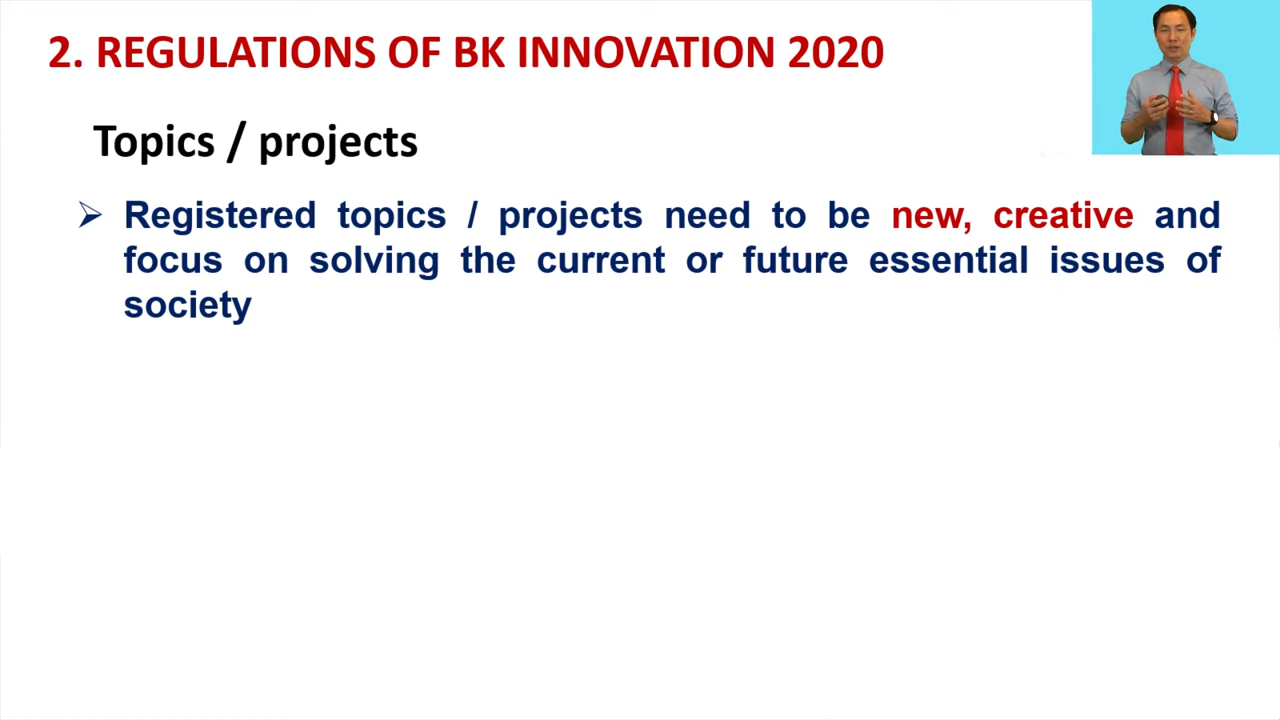 2. REGULATIONS OF BK INNOVATION 2020
Topics / projects
Registered topics / projects need to be new, creative and
focus on solving the current or future essential issues of
society